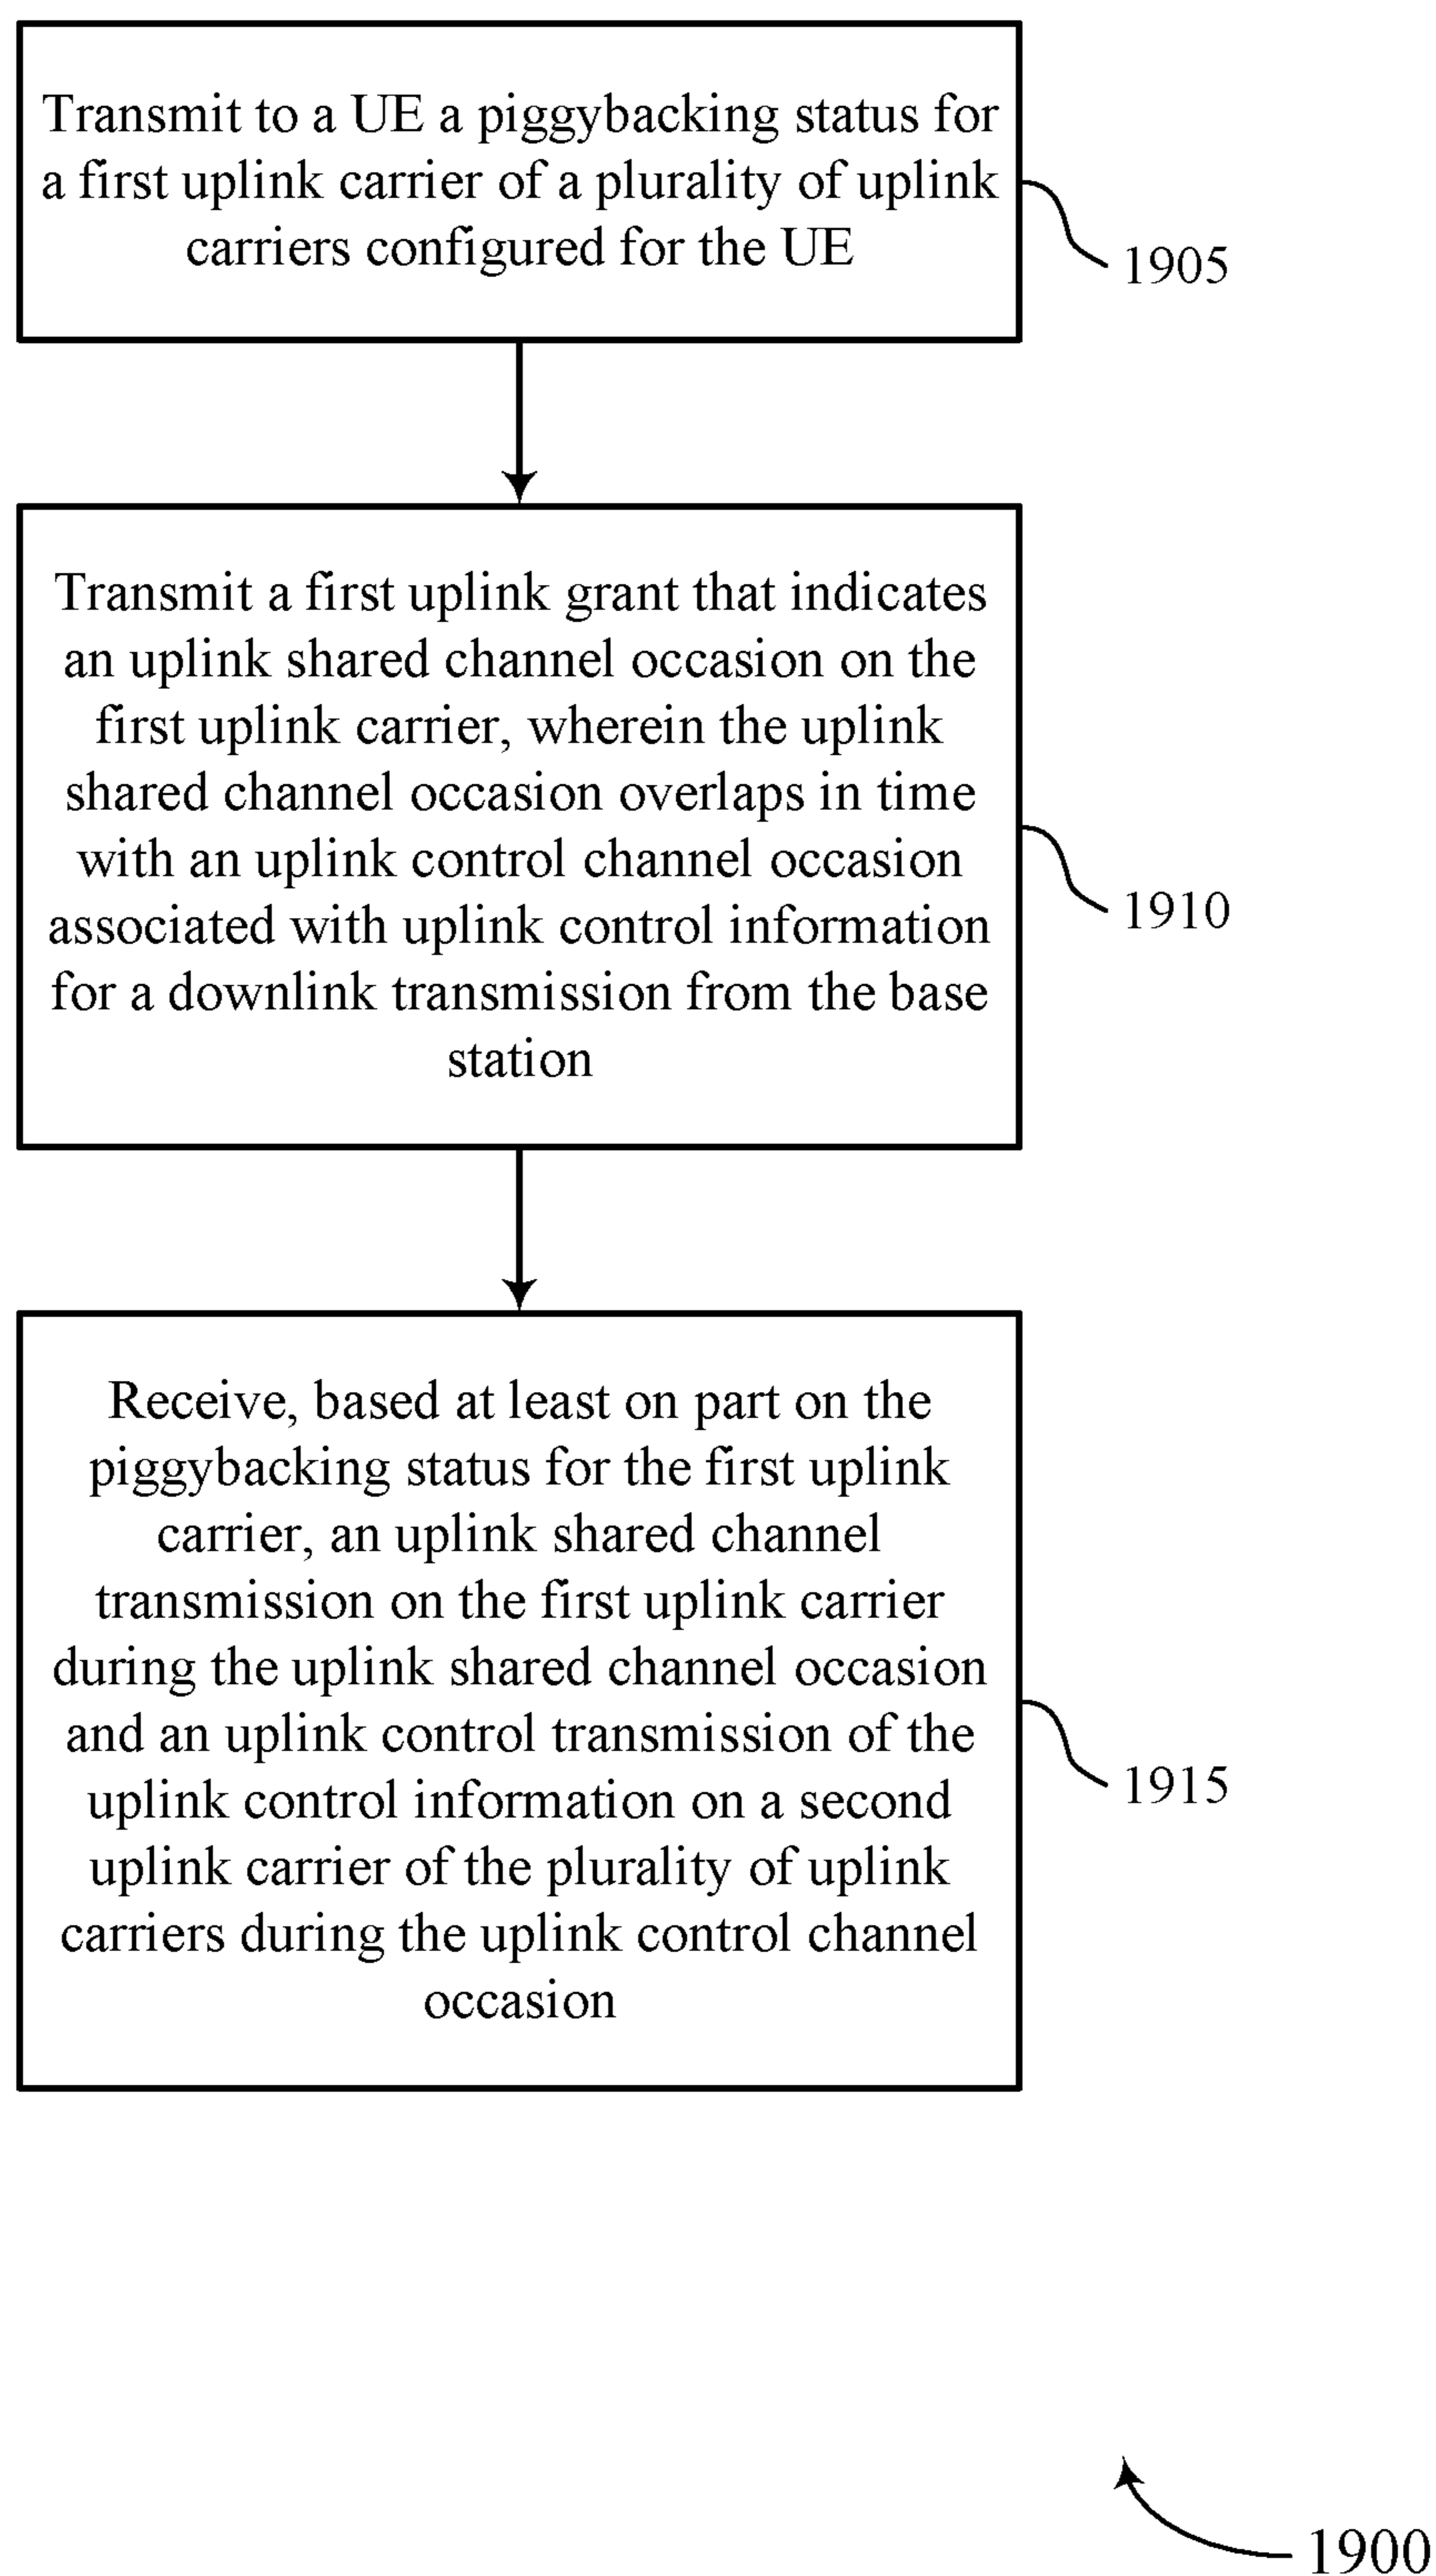 Transmit to a UE a piggybacking status for
a first uplink carrier of a plurality of uplink
carriers configured for the UE
1905
Transmit a first uplink grant that indicates
an uplink shared channel occasion on the
first uplink carrier, wherein the uplink
shared channel occasion overlaps in time
with an uplink control channel occasion
associated with uplink control information
for a downlink transmission from the base
station
1910
Receive, based at least on part on the
piggybacking status for the first uplink
carrier, an uplink shared channel
transmission on the first uplink carrier
during the uplink shared channel occasion
and an uplink control transmission of the
uplink control information on a second
uplink carrier of the plurality of uplink
carriers during the uplink control channel
occasion
1915
1900